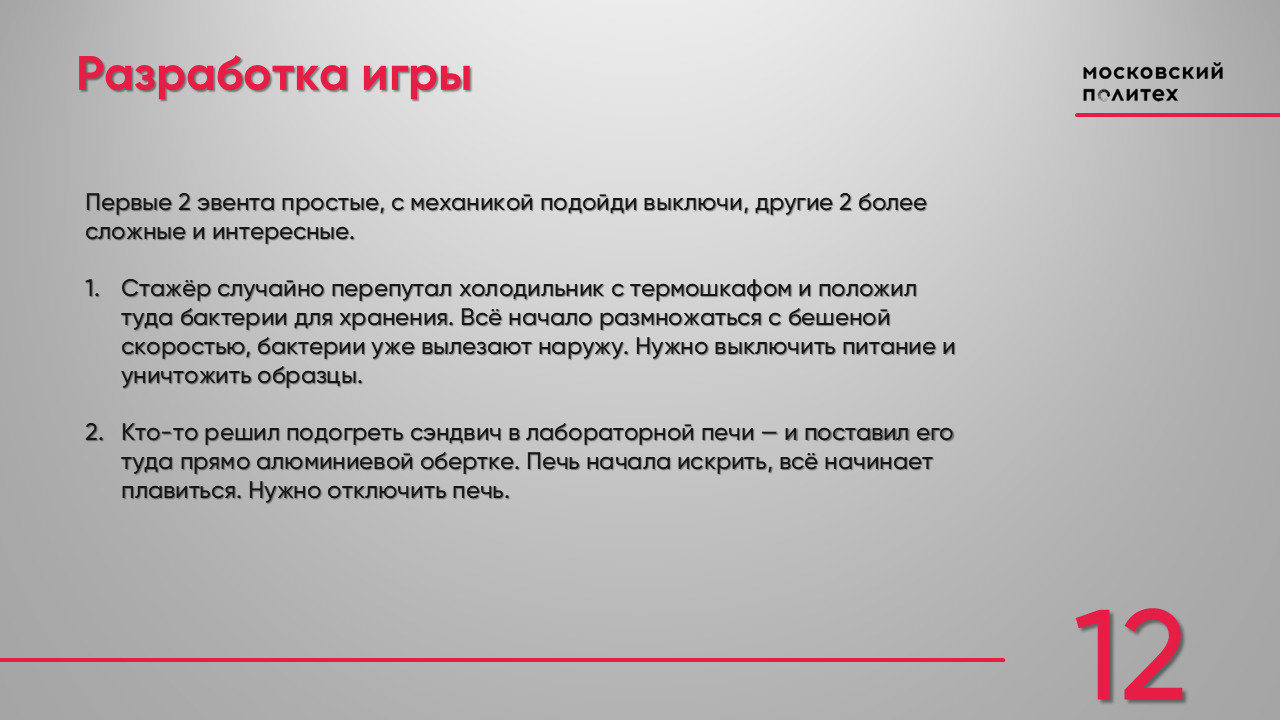 Разработка игры
московский
политех
Первые 2 эвента простые, с механикой подойди выключи, другие 2 более
сложные и интересные.
1. Стажёр случайно перепутал холодильник с термошкафом и положил
туда бактерии для хранения. Всё начало размножаться с бешеной
скоростью, бактерии уже вылезают наружу. Нужно выключить питание и
уничтожить образцы.
2. Кто-то решил подогреть сэндвич в лабораторной печи — и поставил его
туда прямо алюминиевой обертке. Печь начала искрить, всё начинает
плавиться. Нужно отключить печь.
12